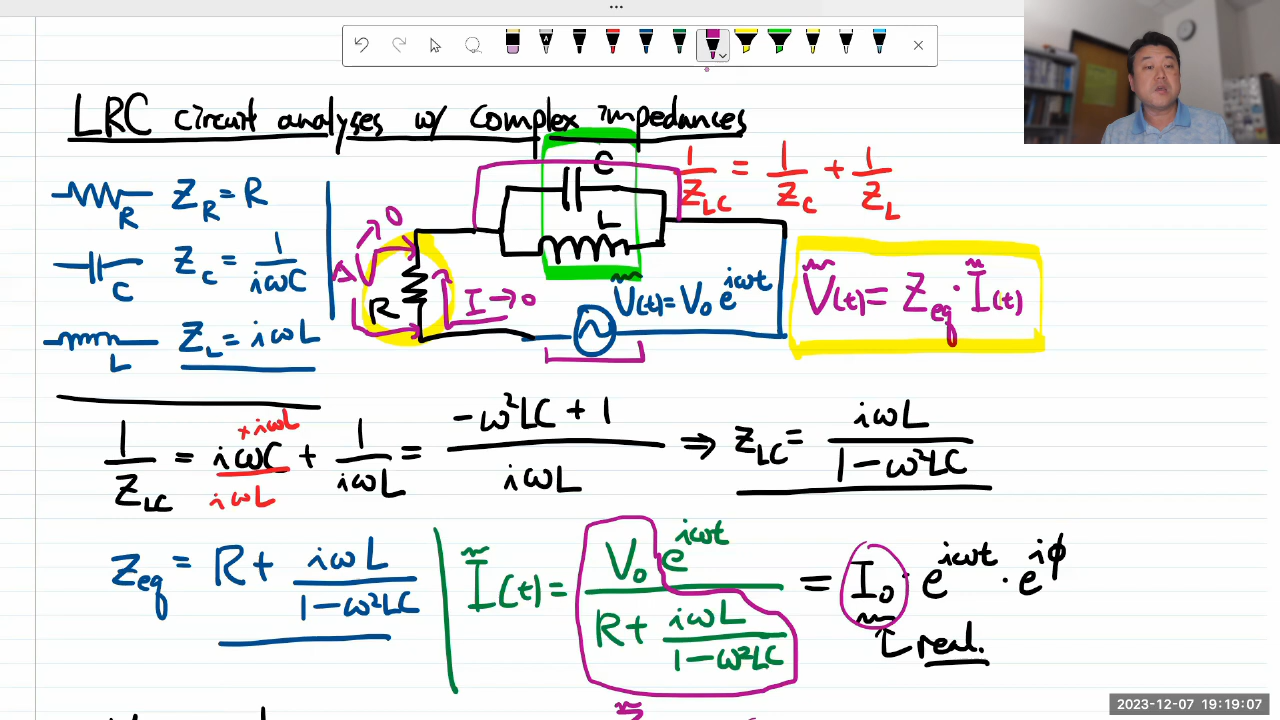 LRC circuit analyses w/ complex impedances
R Z_R = R
C Z_C = 1/(iωC)
L Z_L = iωL
C
L
R
ΔV → 0
I → 0
Ṽ(t) = V₀ e^{iωt}
1/Z_LC = 1/Z_C + 1/Z_L
Ṽ(t) = Z_eq · Ĩ(t)
1/Z_LC = iωC × iωL / iωL + 1/(iωL) = (-ω²LC + 1)/(iωL) ⇒ Z_LC = iωL/(1-ω²LC)
Z_eq = R + iωL/(1-ω²LC)
Ĩ(t) = V₀ e^{iωt} / (R + iωL/(1-ω²LC)) = I₀ · e^{iωt} · e^{iφ}
real.
2023-12-07 19:19:07